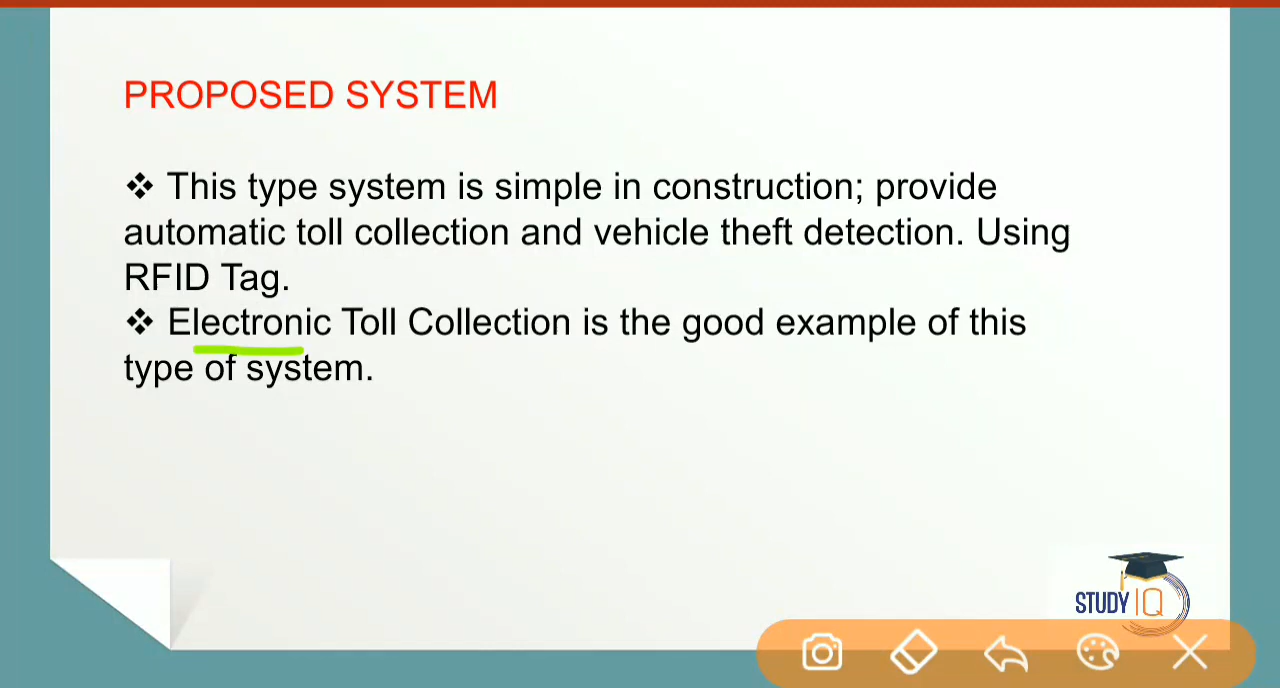 PROPOSED SYSTEM
❖ This type system is simple in construction; provide
automatic toll collection and vehicle theft detection. Using
RFID Tag.
❖ Electronic Toll Collection is the good example of this
type of system.
STUDY IQ